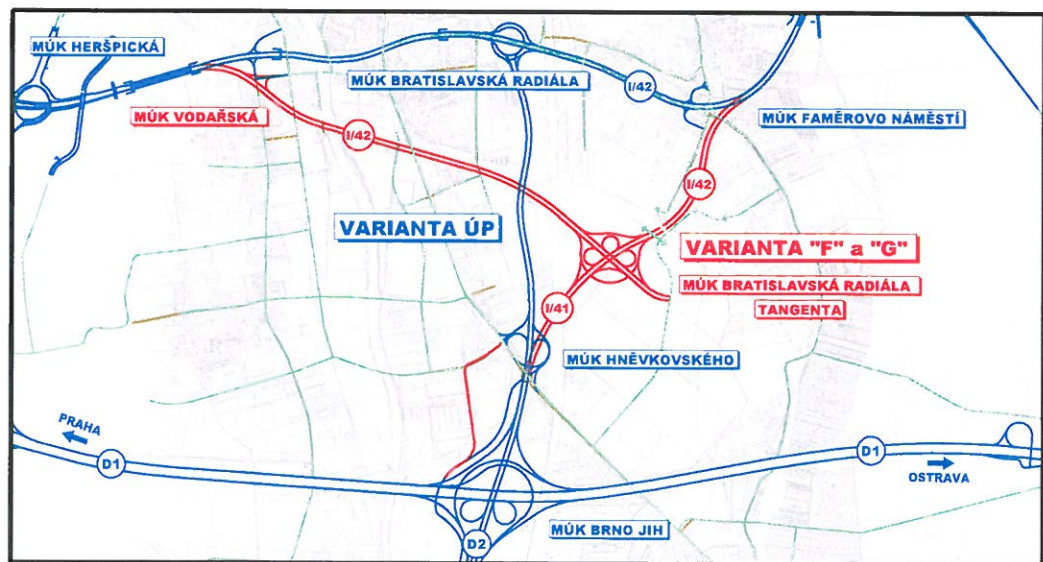 MÚK HERŠPICKÁ
MÚK BRATISLAVSKÁ RADIÁLA
I/42
MÚK VODAŘSKÁ
MÚK FAMĚROVO NÁMĚSTÍ
I/42
I/42
VARIANTA ÚP
VARIANTA "F" a "G"
MÚK BRATISLAVSKÁ RADIÁLA
TANGENTA
I/41
MÚK HNĚVKOVSKÉHO
PRAHA
D1
D1
OSTRAVA
MÚK BRNO JIH
D2